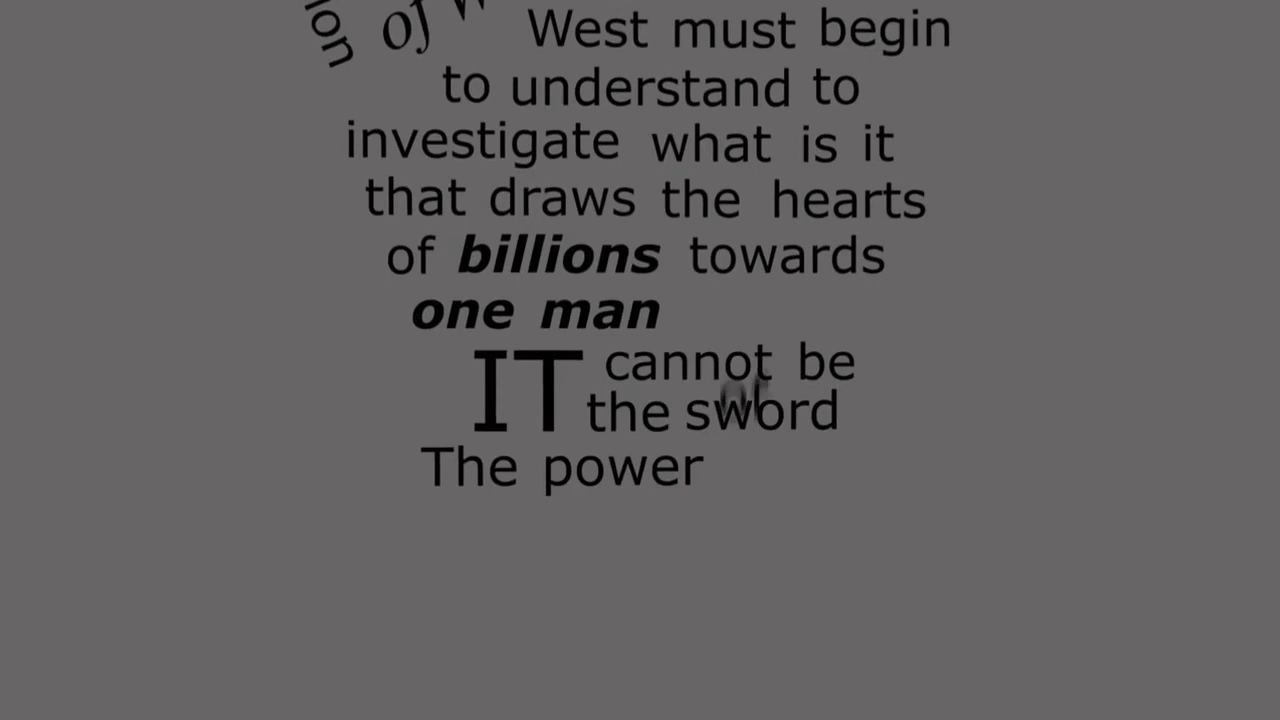 of West must begin
to understand to
investigate what is it
that draws the hearts
of billions towards
one man
IT cannot be
the sword
The power